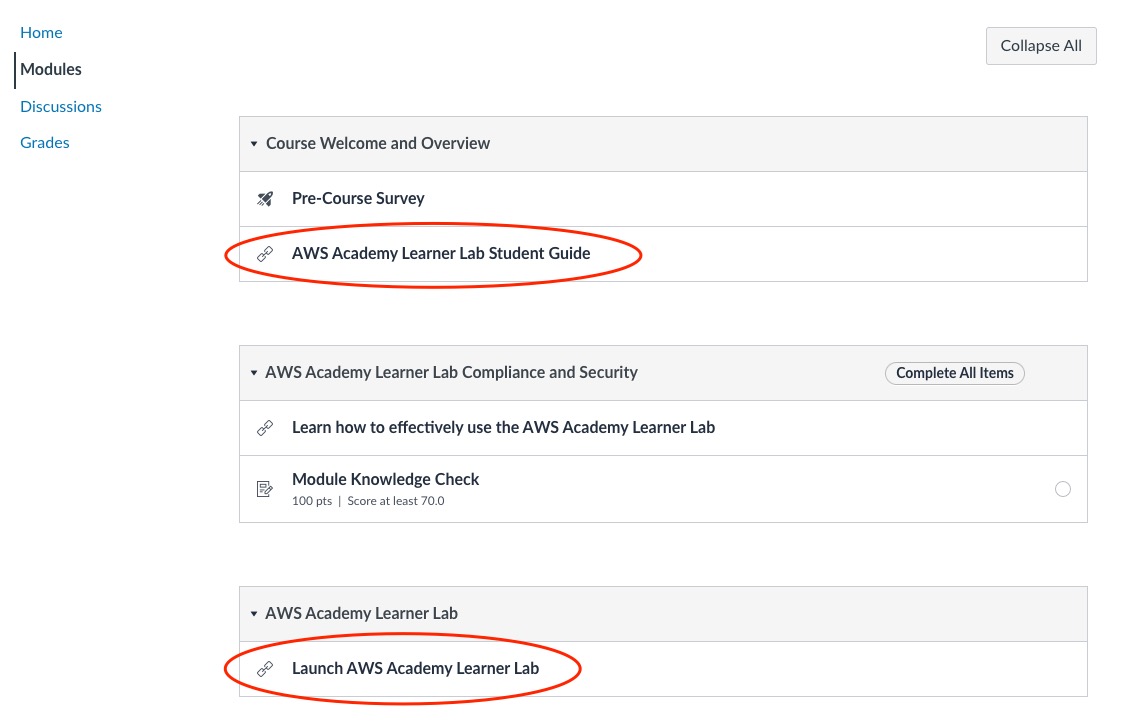 Home
Modules
Discussions
Grades
Collapse All
Course Welcome and Overview
Pre-Course Survey
AWS Academy Learner Lab Student Guide
AWS Academy Learner Lab Compliance and Security
Complete All Items
Learn how to effectively use the AWS Academy Learner Lab
Module Knowledge Check
100 pts | Score at least 70.0
AWS Academy Learner Lab
Launch AWS Academy Learner Lab